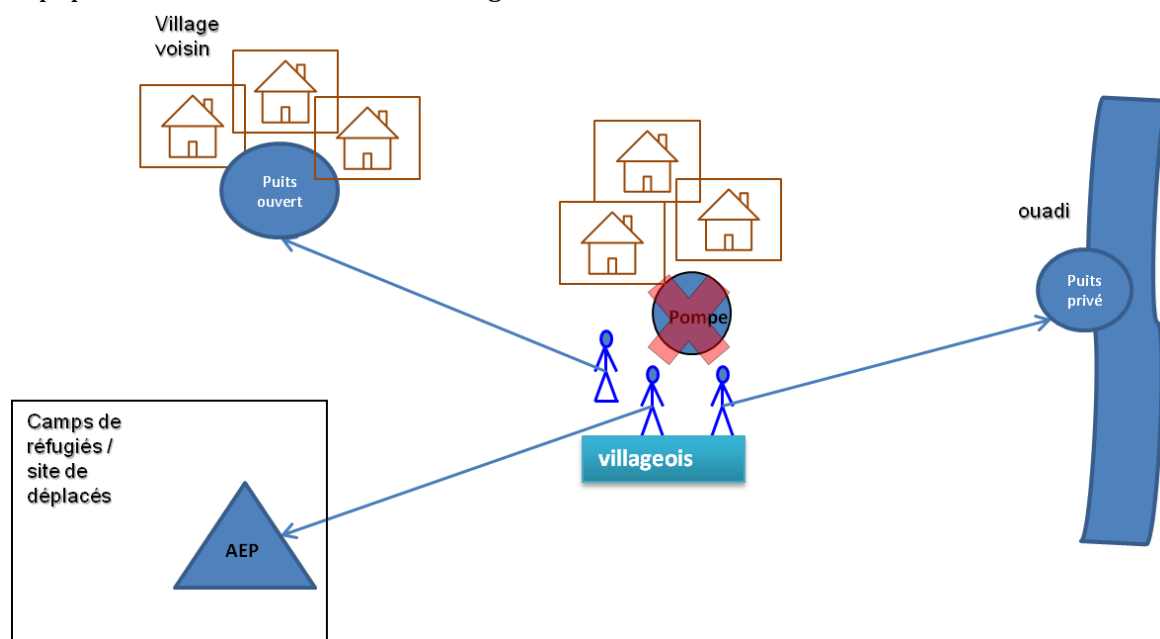 Village
voisin
Puits
ouvert
ouadi
Puits
privé
Pompe
villageois
Camps de
réfugiés /
site de
déplacés
AEP